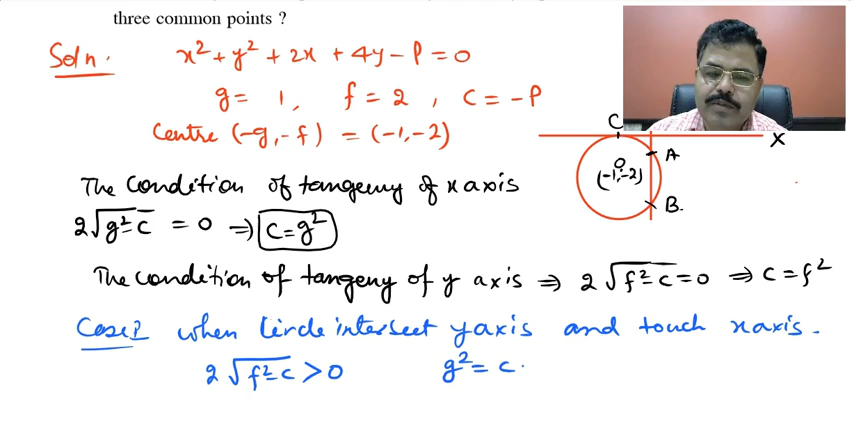 three common points ?
Soln: x² + y² + 2x + 4y - P = 0
g = 1, f = 2, C = -P
Centre (-g, -f) = (-1, -2)
C
X
O
A
(-1, -2)
B.
The condition of tangemy of x axis
2√g²-c = 0 ⇒ C = g²
The condition of tangemy of y axis ⇒ 2√f²-c = 0 ⇒ c = f²
Case I when Circle intersect y axis and touch x axis.
2√f²-c > 0 g² = c.